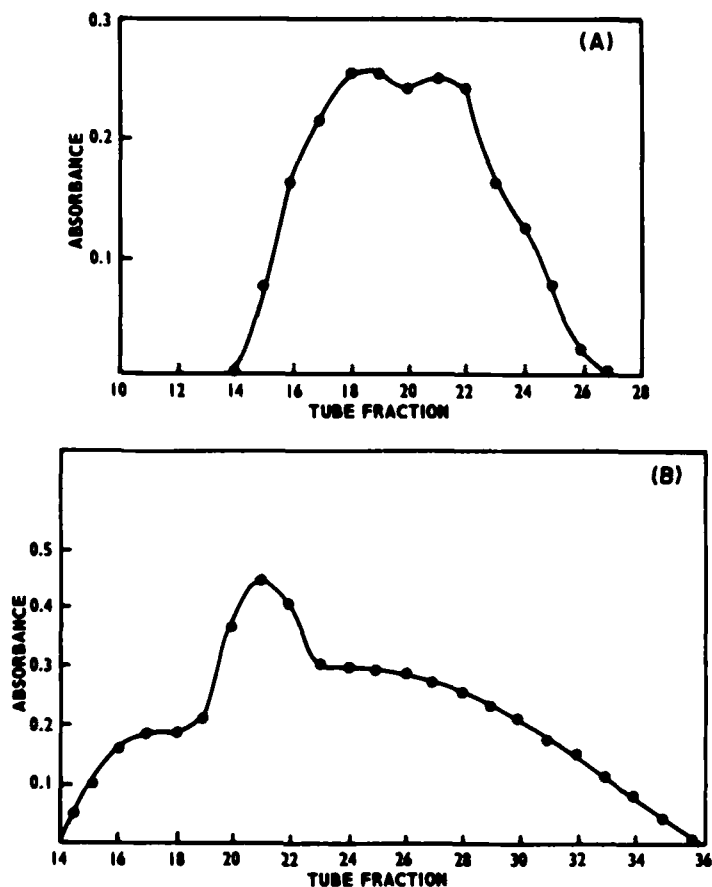 (A)
0.3
0.2
0.1
ABSORBANCE
10 12 14 16 18 20 22 24 26 28
TUBE FRACTION
(B)
0.5
0.4
0.3
0.2
0.1
ABSORBANCE
14 16 18 20 22 24 26 28 30 32 34 36
TUBE FRACTION